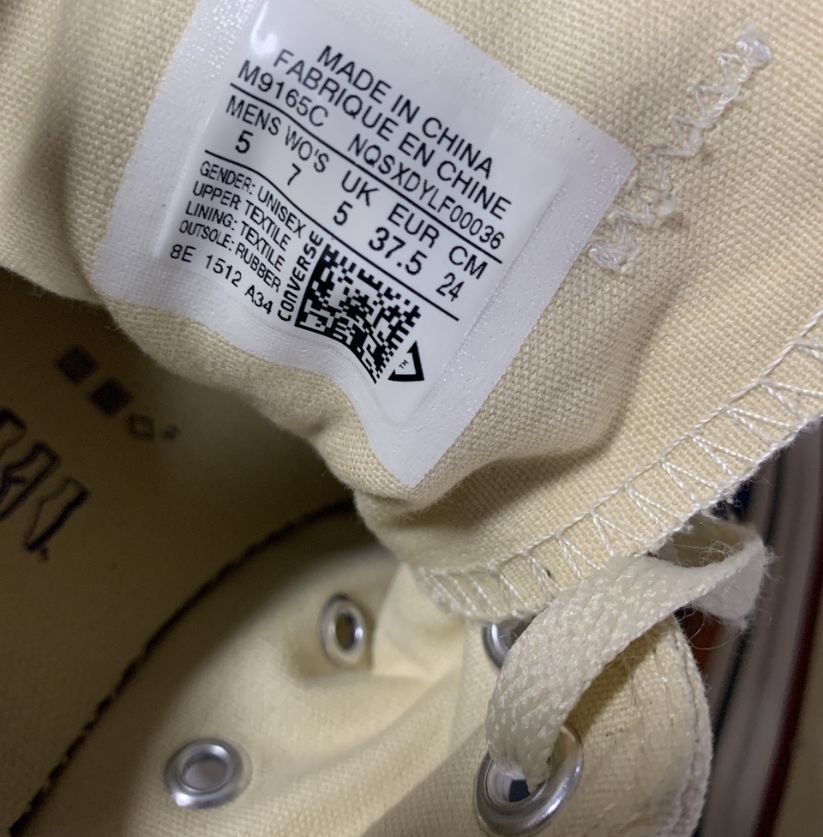 MADE IN CHINA
FABRIQUE EN CHINE
M9165C NQSXDYLF00036
MENS WO'S UK EUR CM
5 7 5 37.5 24
GENDER: UNISEX
UPPER TEXTILE
LINING: TEXTILE
OUTSOLE: RUBBER
8E 1512 A34
CONVERSE
TM